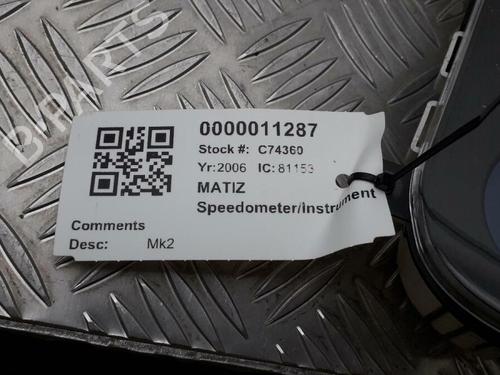 B-PARTS
0000011287
Stock #: C74360
Yr:2006 IC:81153
MATIZ
Speedometer/Instrument
Comments
Desc: Mk2